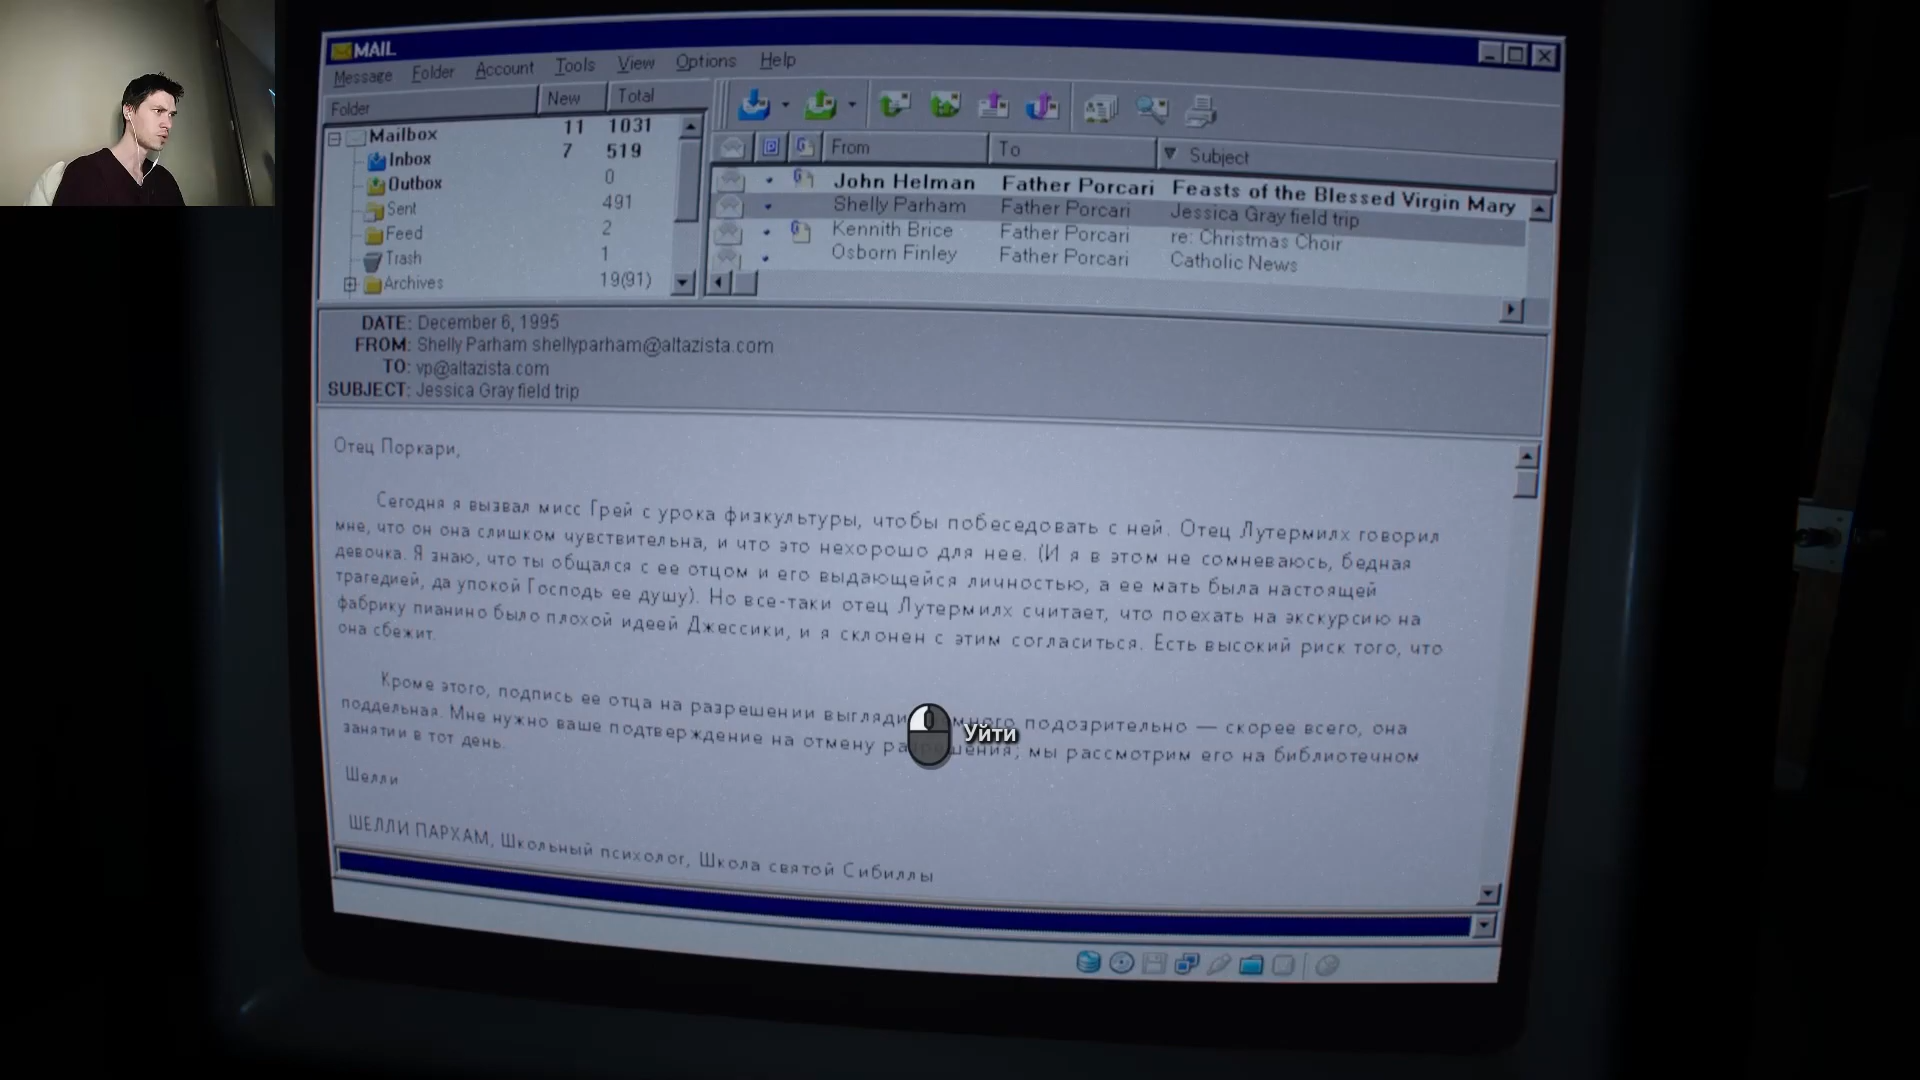 MAIL
Message Folder Account Tools View Options Help
Folder New Total
Mailbox 11 1031
Inbox 7 519
Outbox 0
Sent 491
Feed 2
Trash 1
Archives 19(91)
From To Subject
John Helman Father Porcari Feasts of the Blessed Virgin Mary
Shelly Parham Father Porcari Jessica Gray field trip
Kennith Brice Father Porcari re: Christmas Choir
Osborn Finley Father Porcari Catholic News
DATE: December 6, 1995
FROM: Shelly Parham shellyparham@altazista.com
TO: vp@altazista.com
SUBJECT: Jessica Gray field trip
Отец Поркари,
Сегодня я вызвал мисс Грей с урока физкультуры, чтобы побеседовать с ней. Отец Лутермилх говорил
мне, что он она слишком чувствительна, и что это нехорошо для нее. (И я в этом не сомневаюсь, бедная
девочка. Я знаю, что ты общался с ее отцом и его выдающейся личностью, а ее мать была настоящей
трагедией, да упокой Господь ее душу). Но все-таки отец Лутермилх считает, что поехать на экскурсию на
фабрику пианино было плохой идеей Джессики, и я склонен с этим согласиться. Есть высокий риск того, что
она сбежит.
Кроме этого, подпись ее отца на разрешении подозрительно — скорее всего, она
поддельная. Мне нужно ваше подтверждение на отмену разрешения; мы рассмотрим его на библиотечном
занятии в тот день.
Уйти
Шелли
ШЕЛЛИ ПАРХАМ, Школьный психолог, Школа святой Сибиллы